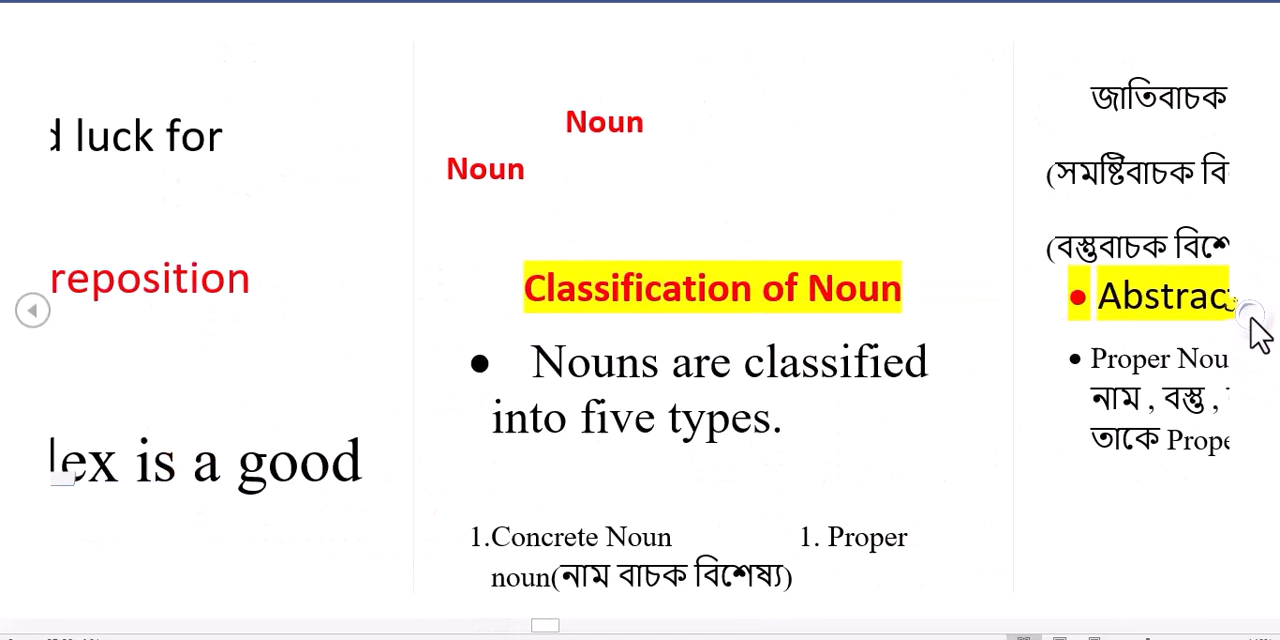 luck for
reposition
is a good
Noun
Noun
Classification of Noun
• Nouns are classified
into five types.
1.Concrete Noun 1. Proper
noun(নাম বাচক বিশেষ্য)
জাতিবাচক
(সমষ্টিবাচক বি
(বস্তুবাচক বিশে
• Abstrac
• Proper Nou
নাম , বস্তু ,
তাকে Prope